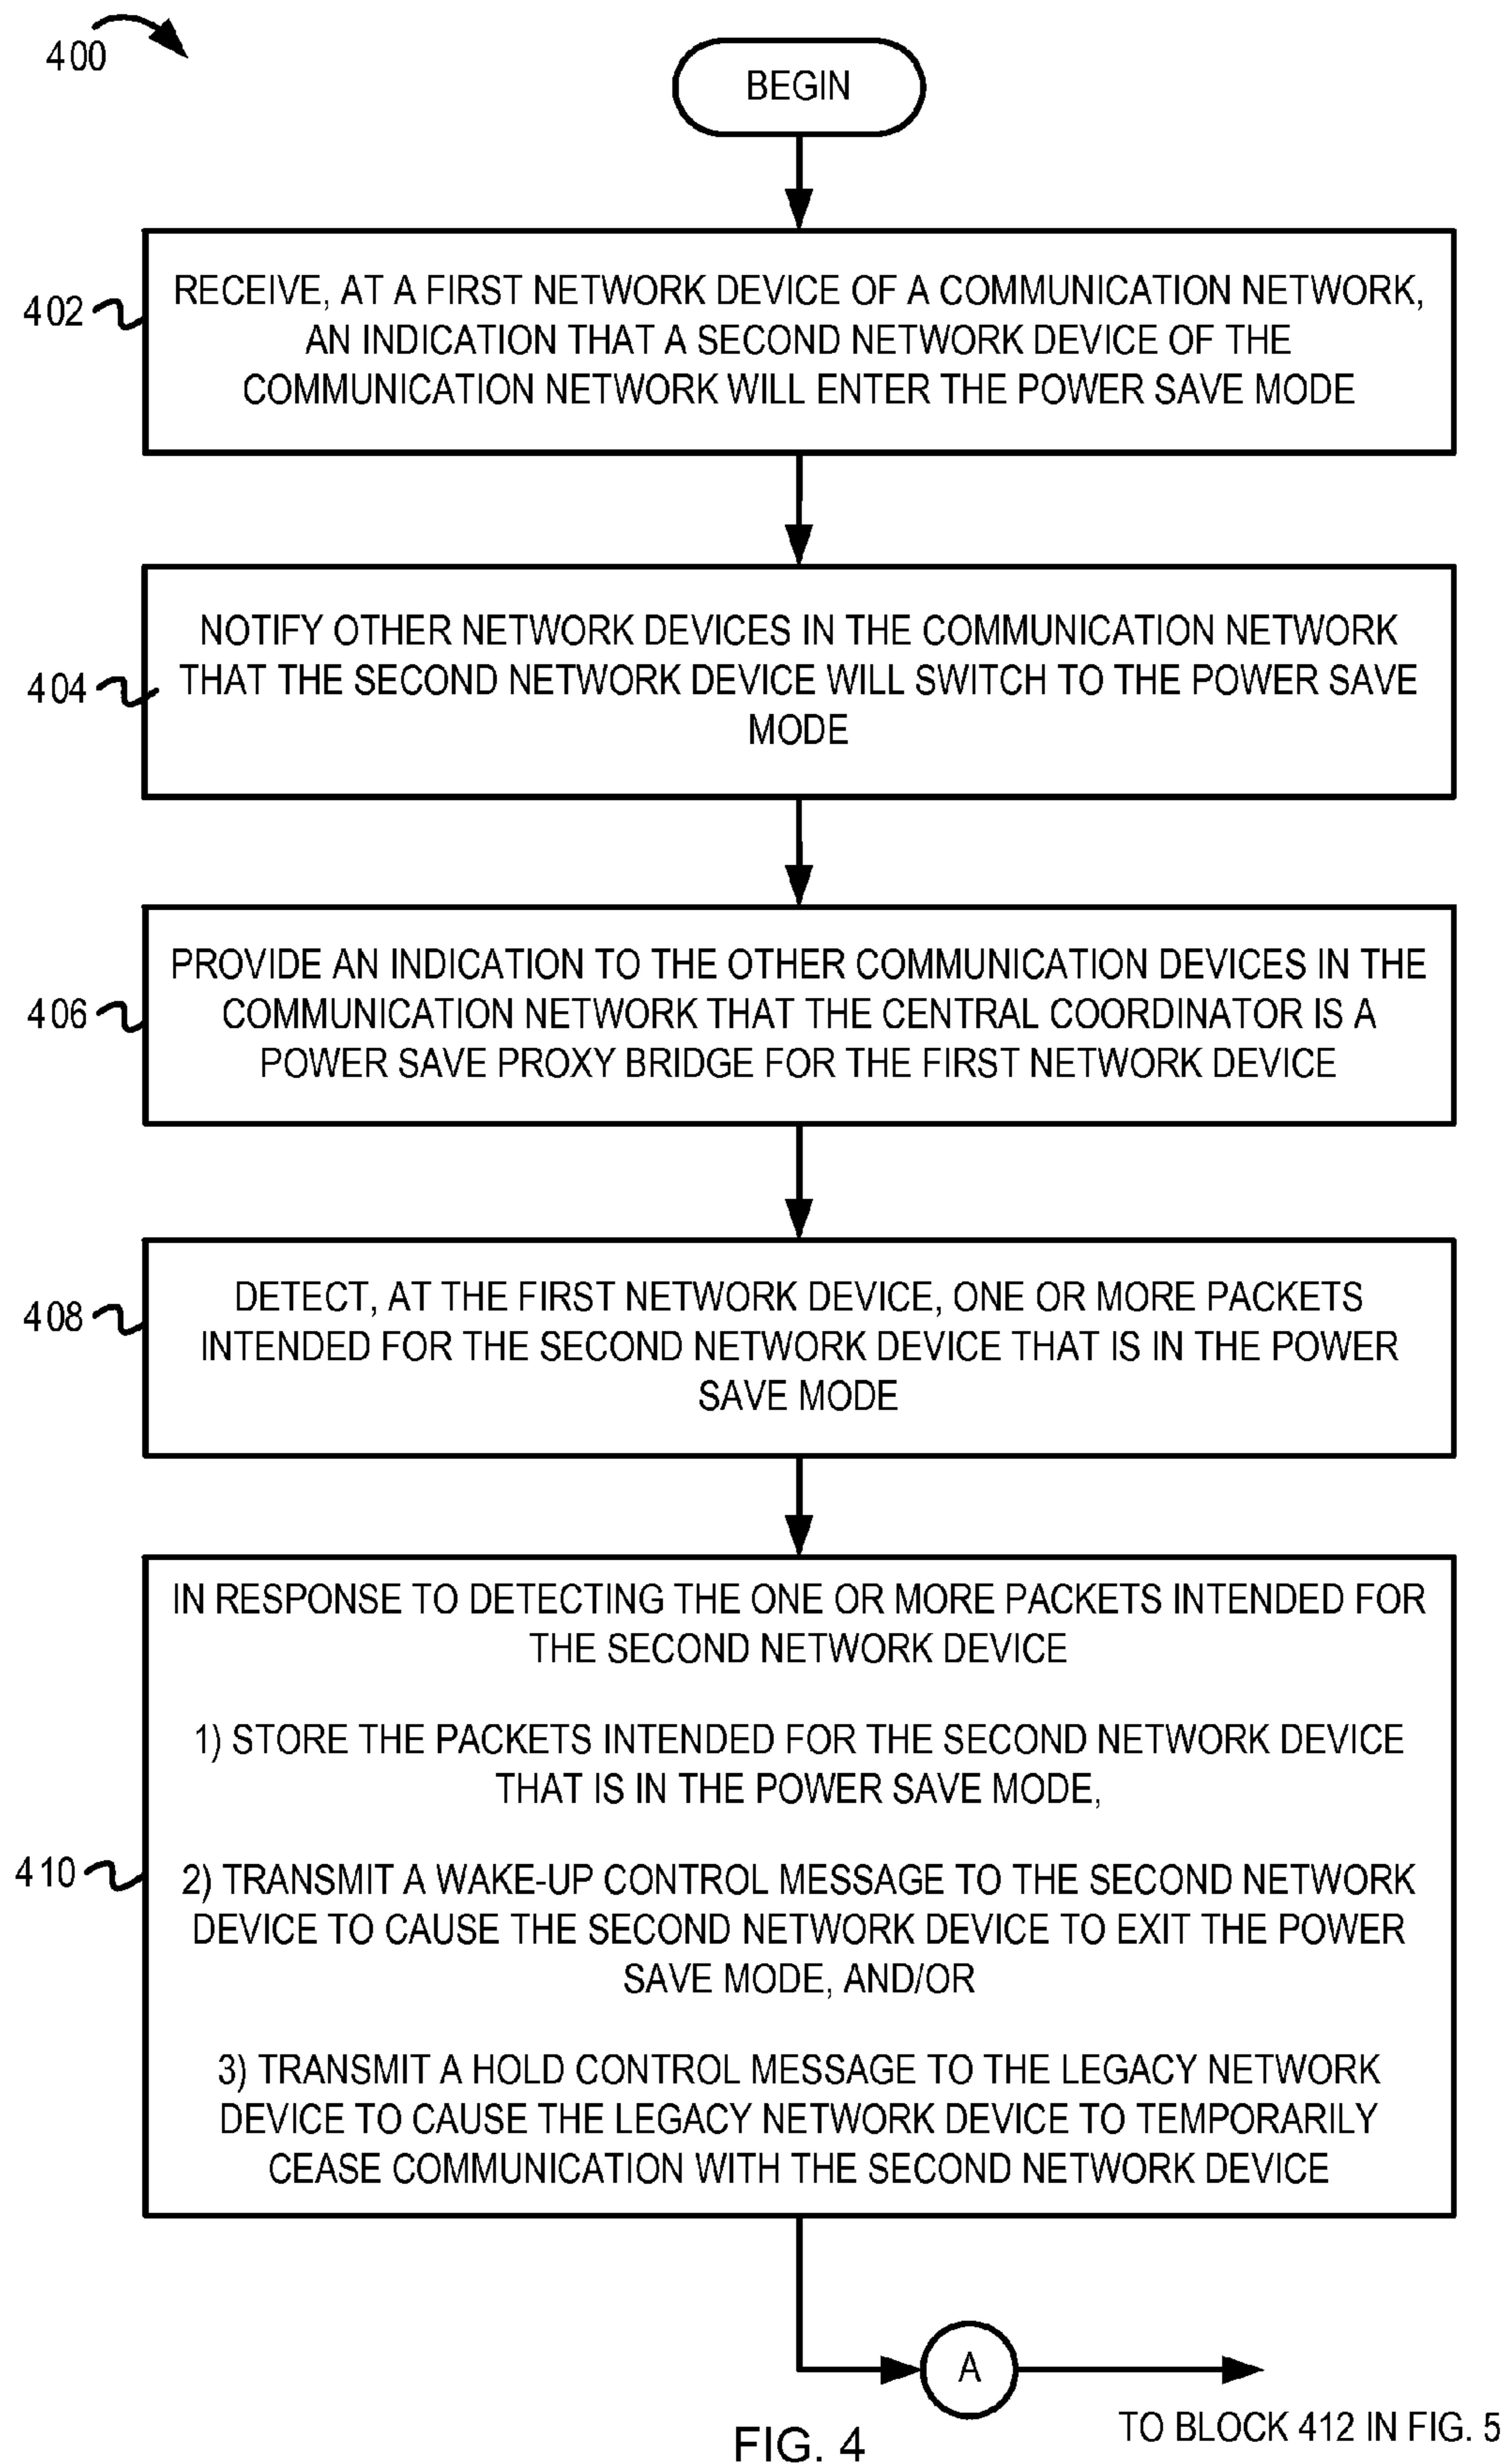 400
BEGIN
402
RECEIVE, AT A FIRST NETWORK DEVICE OF A COMMUNICATION NETWORK,
AN INDICATION THAT A SECOND NETWORK DEVICE OF THE
COMMUNICATION NETWORK WILL ENTER THE POWER SAVE MODE
404
NOTIFY OTHER NETWORK DEVICES IN THE COMMUNICATION NETWORK
THAT THE SECOND NETWORK DEVICE WILL SWITCH TO THE POWER SAVE
MODE
406
PROVIDE AN INDICATION TO THE OTHER COMMUNICATION DEVICES IN THE
COMMUNICATION NETWORK THAT THE CENTRAL COORDINATOR IS A
POWER SAVE PROXY BRIDGE FOR THE FIRST NETWORK DEVICE
408
DETECT, AT THE FIRST NETWORK DEVICE, ONE OR MORE PACKETS
INTENDED FOR THE SECOND NETWORK DEVICE THAT IS IN THE POWER
SAVE MODE
410
IN RESPONSE TO DETECTING THE ONE OR MORE PACKETS INTENDED FOR
THE SECOND NETWORK DEVICE
1) STORE THE PACKETS INTENDED FOR THE SECOND NETWORK DEVICE
THAT IS IN THE POWER SAVE MODE,
2) TRANSMIT A WAKE-UP CONTROL MESSAGE TO THE SECOND NETWORK
DEVICE TO CAUSE THE SECOND NETWORK DEVICE TO EXIT THE POWER
SAVE MODE, AND/OR
3) TRANSMIT A HOLD CONTROL MESSAGE TO THE LEGACY NETWORK
DEVICE TO CAUSE THE LEGACY NETWORK DEVICE TO TEMPORARILY
CEASE COMMUNICATION WITH THE SECOND NETWORK DEVICE
A
TO BLOCK 412 IN FIG. 5
FIG. 4